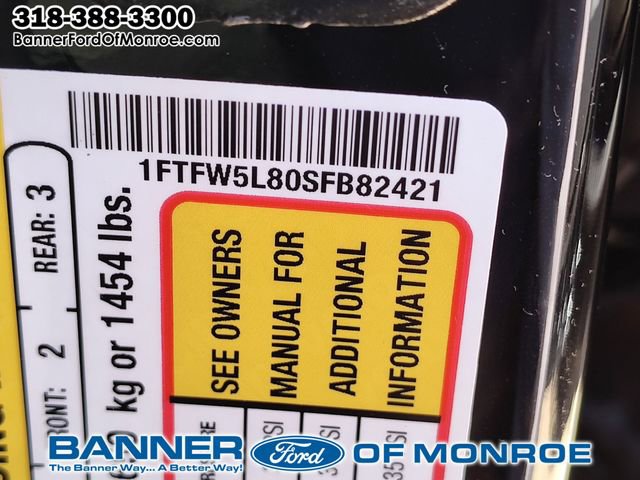 318-388-3300
BannerFordOfMonroe.com
1FTFW5L80SFB82421
REAR: 3
2
kg or 1454 lbs.
SEE OWNERS
MANUAL FOR
ADDITIONAL
INFORMATION
BANNER Ford OF MONROE
The Banner Way... A Better Way!